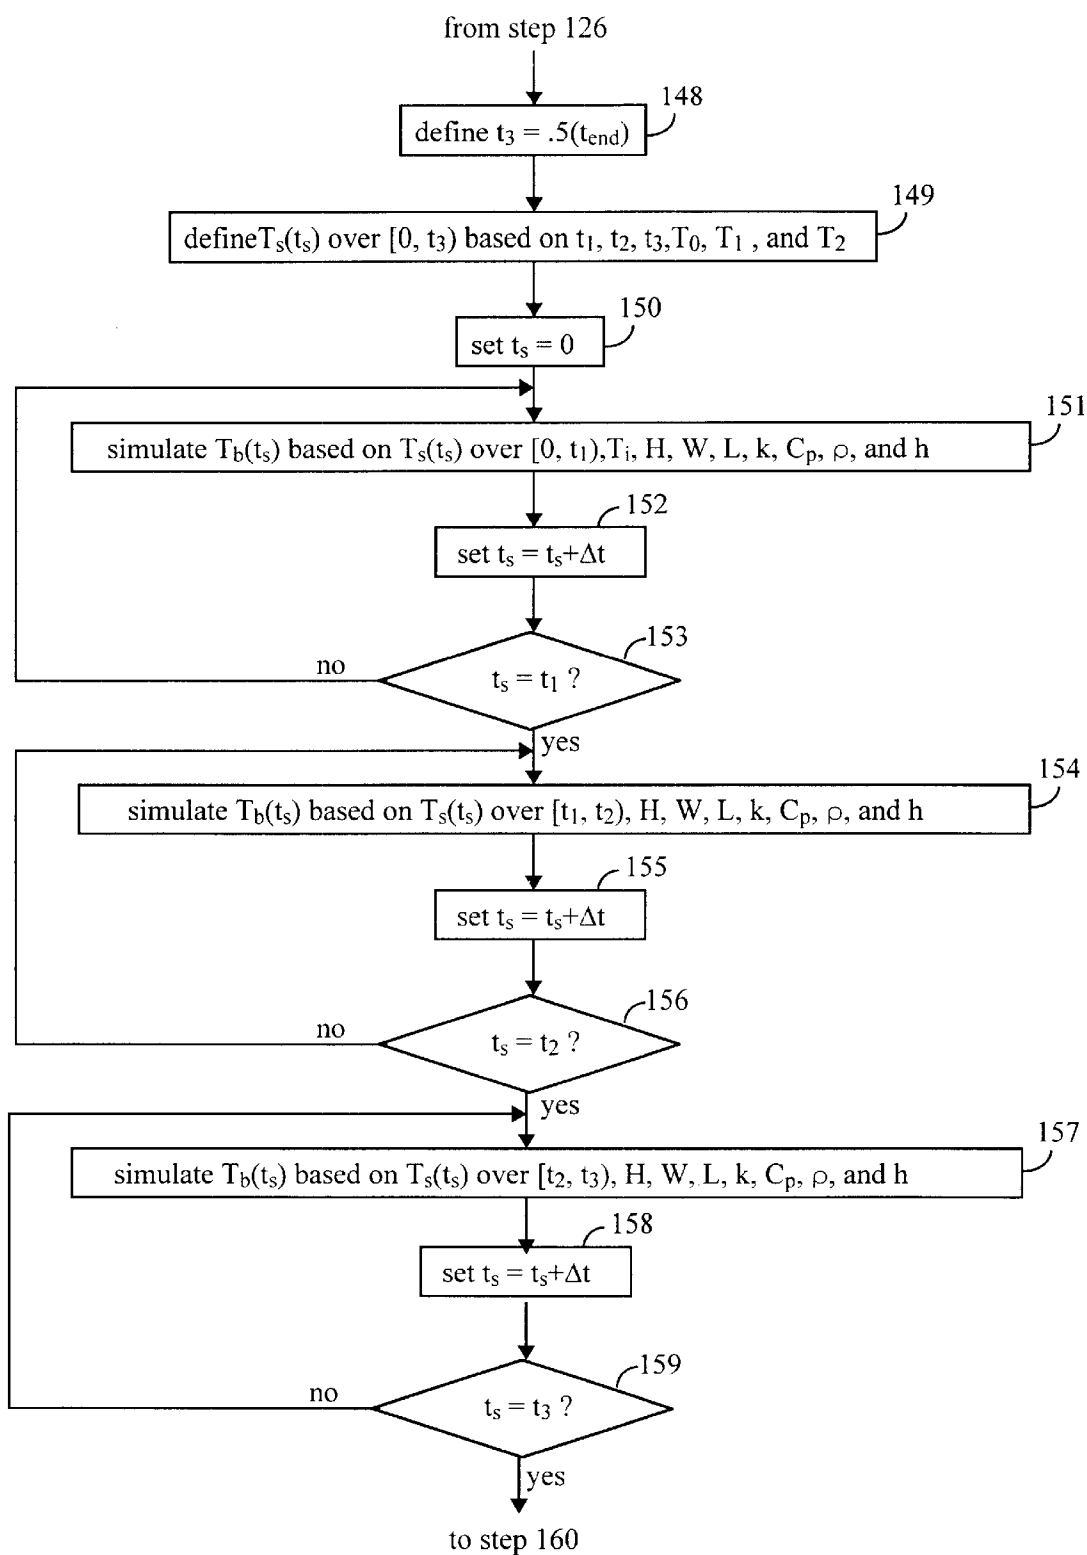 from step 126
148
define t₃ = .5(tₑₙd)
149
defineTₛ(tₛ) over [0, t₃) based on t₁, t₂, t₃,T₀, T₁ , and T₂
150
set tₛ = 0
151
simulate T_b(tₛ) based on Tₛ(tₛ) over [0, t₁),Tᵢ, H, W, L, k, Cₚ, ρ, and h
152
set tₛ = tₛ+Δt
153
no
tₛ = t₁ ?
yes
154
simulate T_b(tₛ) based on Tₛ(tₛ) over [t₁, t₂), H, W, L, k, Cₚ, ρ, and h
155
set tₛ = tₛ+Δt
156
no
tₛ = t₂ ?
yes
157
simulate T_b(tₛ) based on Tₛ(tₛ) over [t₂, t₃), H, W, L, k, Cₚ, ρ, and h
158
set tₛ = tₛ+Δt
159
no
tₛ = t₃ ?
yes
to step 160